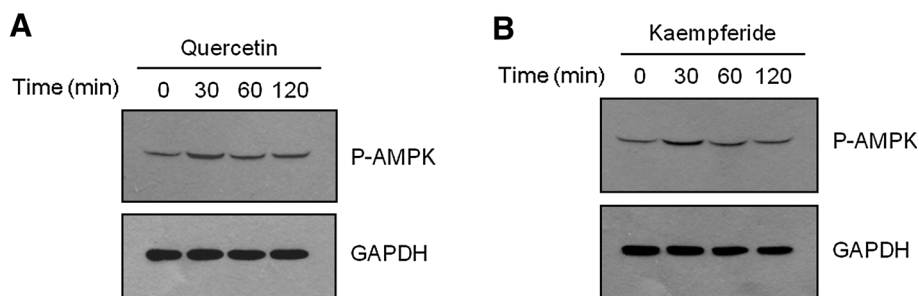 A
Quercetin
Time (min) 0 30 60 120
P-AMPK
GAPDH
B
Kaempferide
Time (min) 0 30 60 120
P-AMPK
GAPDH